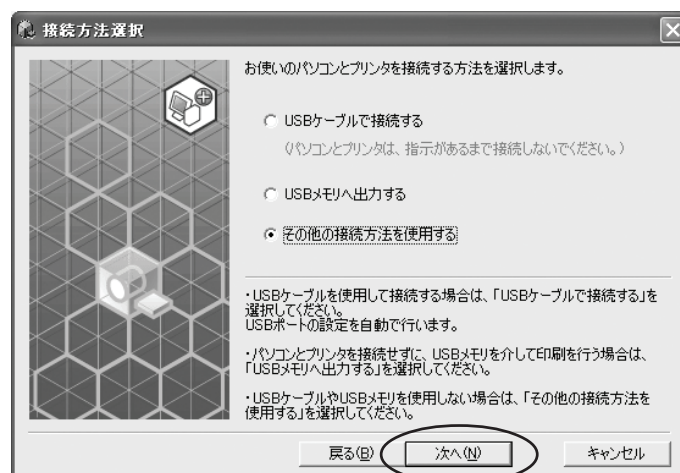 接続方法選択
お使いのパソコンとプリンタを接続する方法を選択します。
USBケーブルで接続する
(パソコンとプリンタは、指示があるまで接続しないでください。)
USBメモリへ出力する
その他の接続方法を使用する
・USBケーブルを使用して接続する場合は、「USBケーブルで接続する」を
選択してください。
USBポートの設定を自動で行います。
・パソコンとプリンタを接続せずに、USBメモリを介して印刷を行う場合は、
「USBメモリへ出力する」を選択してください。
・USBケーブルやUSBメモリを使用しない場合は、「その他の接続方法を
使用する」を選択してください。
戻る(B)
次へ(N)
キャンセル